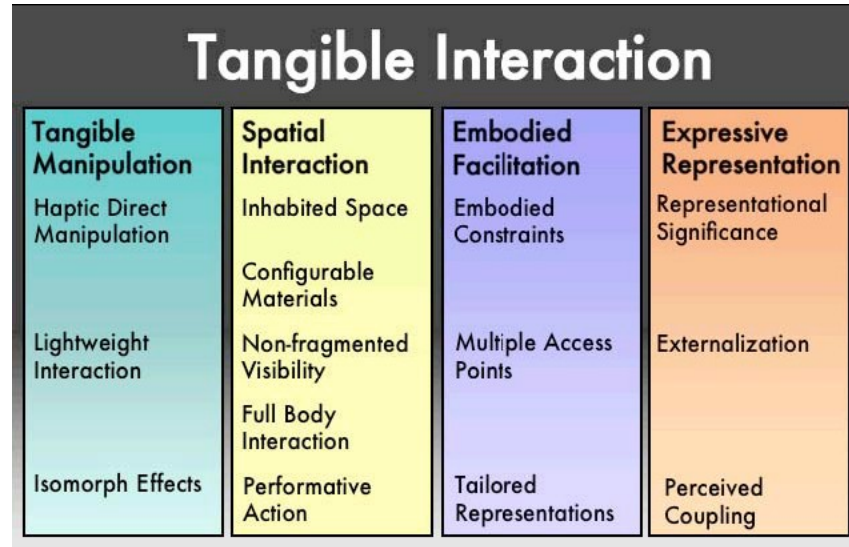 Tangible Interaction
Tangible
Manipulation
Haptic Direct
Manipulation
Lightweight
Interaction
Isomorph Effects
Spatial
Interaction
Inhabited Space
Configurable
Materials
Non-fragmented
Visibility
Full Body
Interaction
Performative
Action
Embodied
Facilitation
Embodied
Constraints
Multiple Access
Points
Tailored
Representations
Expressive
Representation
Representational
Significance
Externalization
Perceived
Coupling